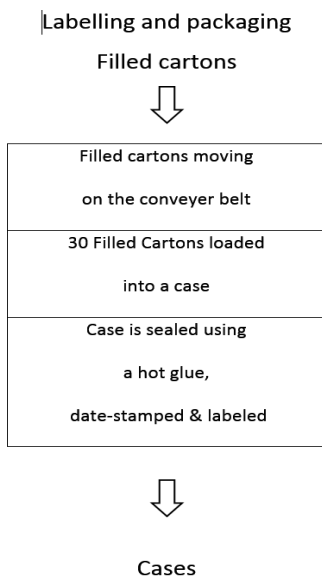 Labelling and packaging
Filled cartons
Filled cartons moving
on the conveyer belt
30 Filled Cartons loaded
into a case
Case is sealed using
a hot glue,
date-stamped & labeled
Cases